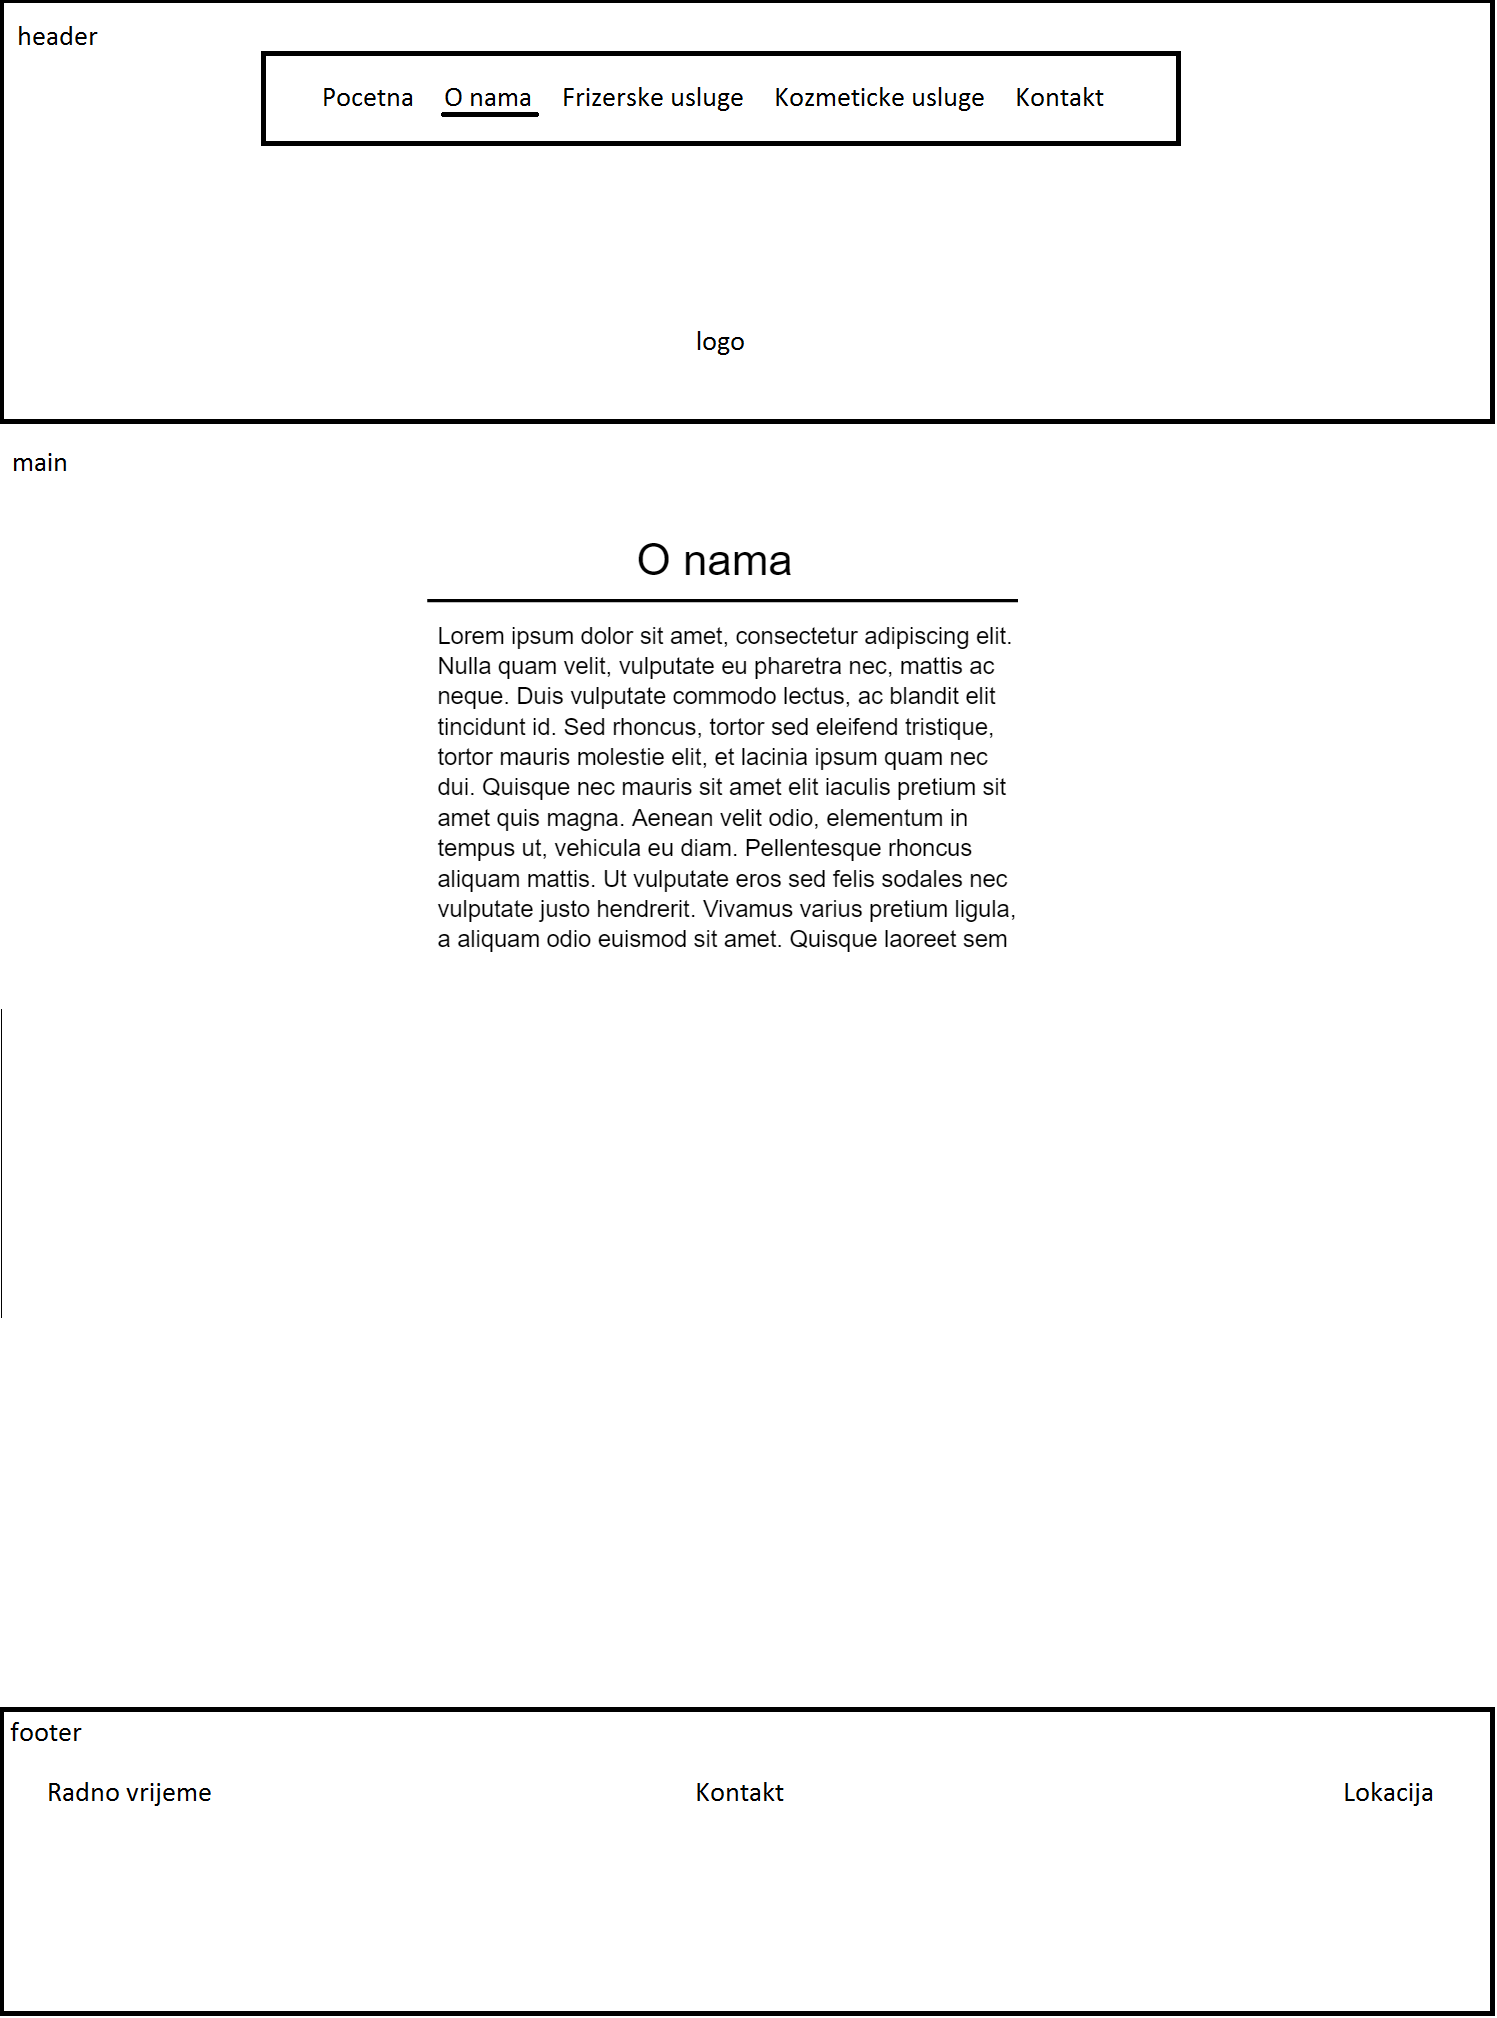 header
Pocetna O nama Frizerske usluge Kozmeticke usluge Kontakt
logo
main
O nama
Lorem ipsum dolor sit amet, consectetur adipiscing elit.
Nulla quam velit, vulputate eu pharetra nec, mattis ac
neque. Duis vulputate commodo lectus, ac blandit elit
tincidunt id. Sed rhoncus, tortor sed eleifend tristique,
tortor mauris molestie elit, et lacinia ipsum quam nec
dui. Quisque nec mauris sit amet elit iaculis pretium sit
amet quis magna. Aenean velit odio, elementum in
tempus ut, vehicula eu diam. Pellentesque rhoncus
aliquam mattis. Ut vulputate eros sed felis sodales nec
vulputate justo hendrerit. Vivamus varius pretium ligula,
a aliquam odio euismod sit amet. Quisque laoreet sem
footer
Radno vrijeme Kontakt Lokacija